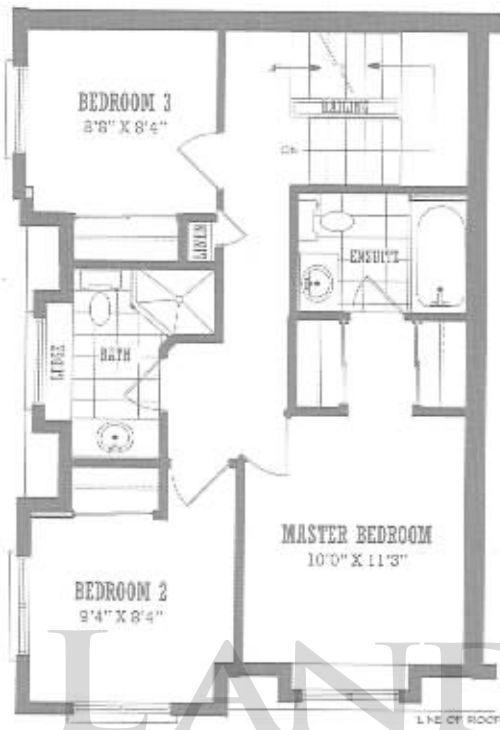 BEDROOM 3
8'8" X 8'4"
RAILING
LINEN
ENSUITE
LEDGE
BATH
MASTER BEDROOM
10'0" X 11'3"
BEDROOM 2
9'4" X 8'4"
LAND
LINE OF ROOF